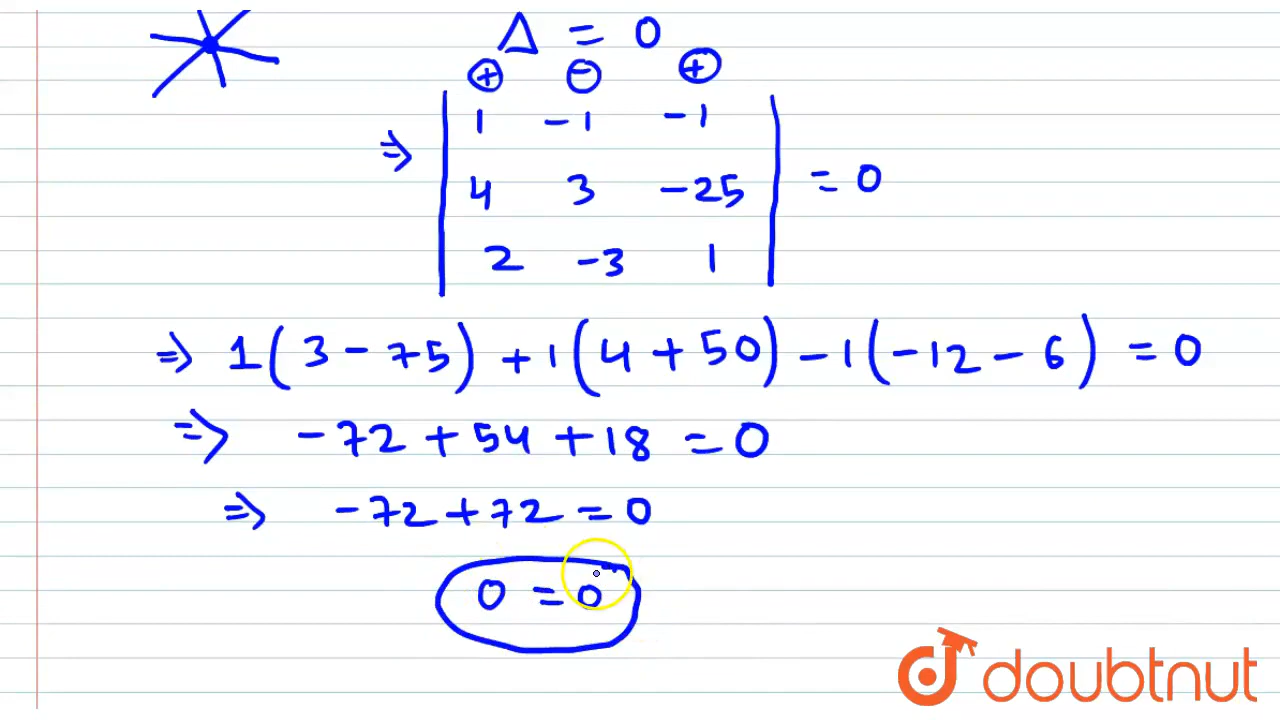 Δ = 0
⊕ ⊖ ⊕
⇒ | 1 -1 -1 |
| 4 3 -25 | = 0
| 2 -3 1 |
⇒ 1(3 - 75) + 1(4 + 50) - 1(-12 - 6) = 0
⇒ -72 + 54 + 18 = 0
⇒ -72 + 72 = 0
0 = 0
doubtnut